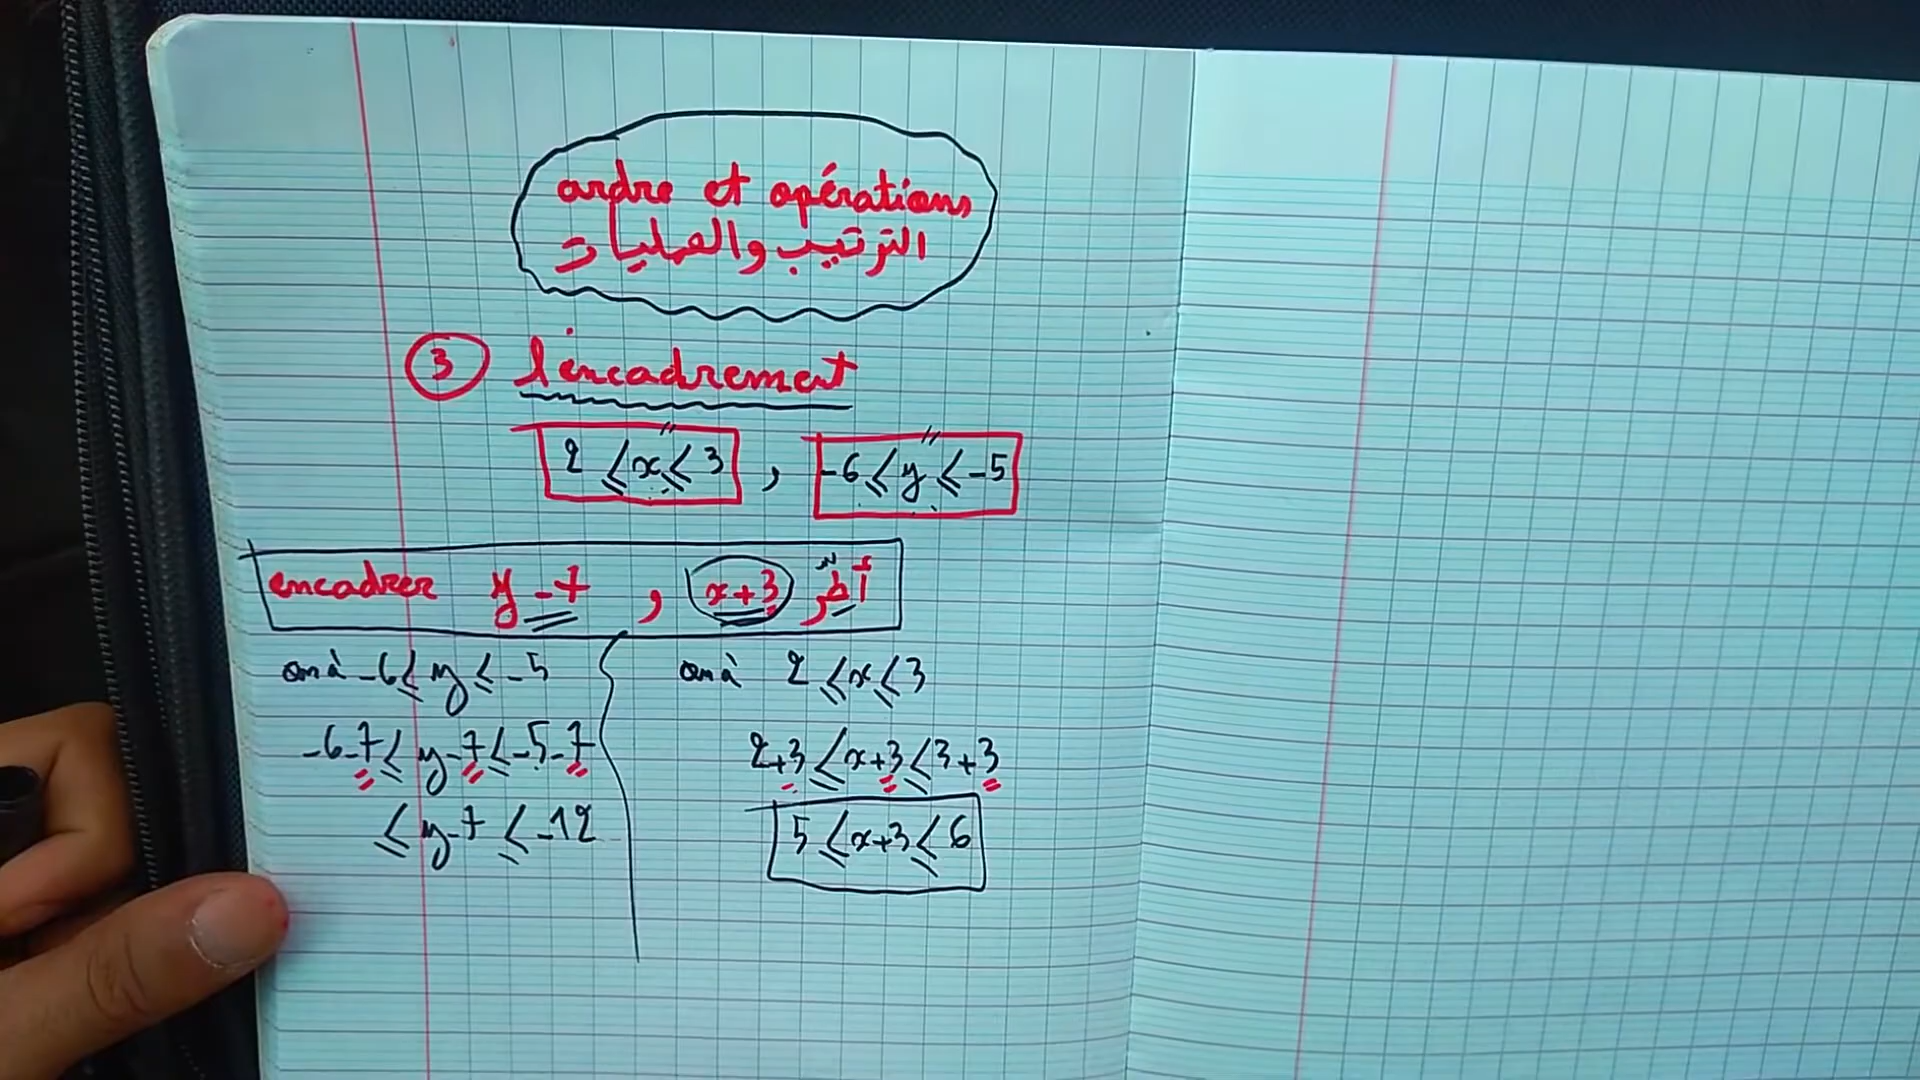 ordre et opérations
الترتيب والعمليات
3 l'encadrement
2 ≤ x ≤ 3 , -6 ≤ y ≤ -5
encadrer y-7 , x+3 أطر
on à -6 ≤ y ≤ -5
-6-7 ≤ y-7 ≤ -5-7
≤ y-7 ≤ -12
on à 2 ≤ x ≤ 3
2+3 ≤ x+3 ≤ 3+3
5 ≤ x+3 ≤ 6